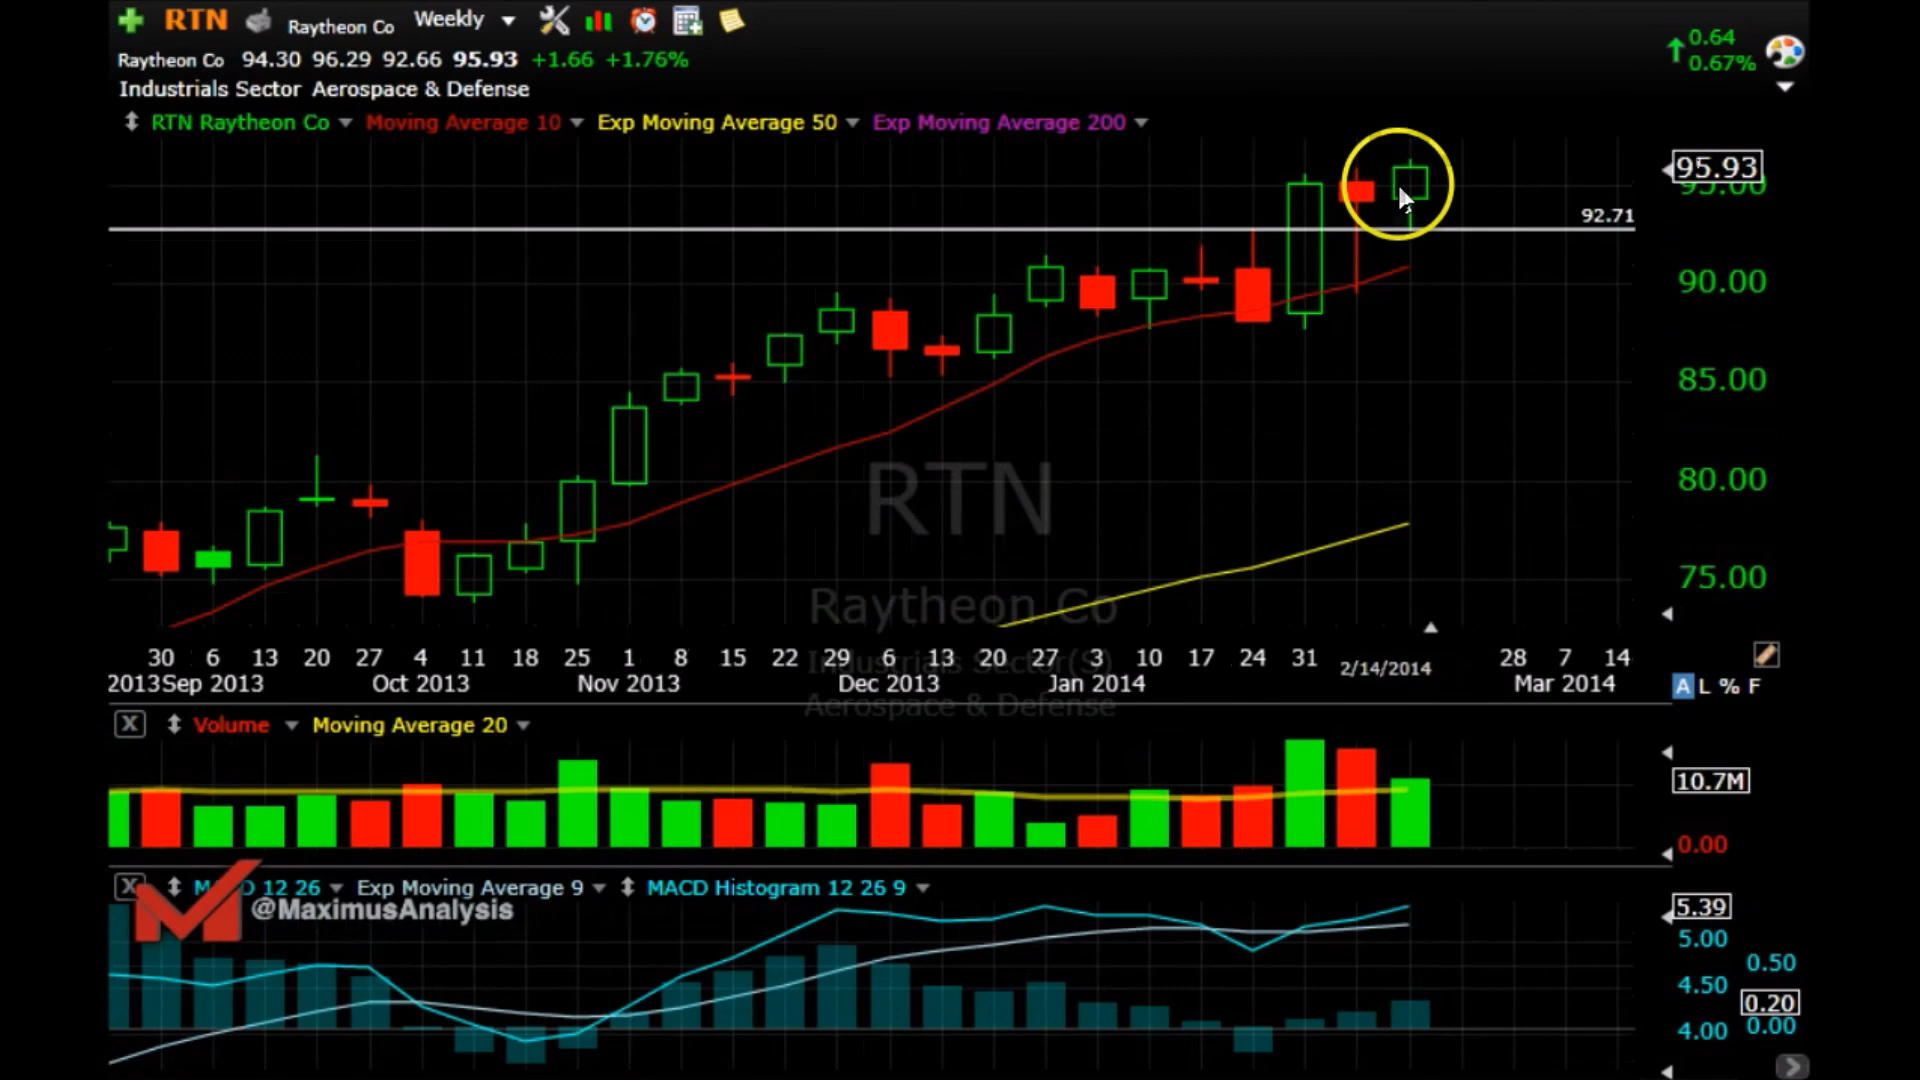 RTN Raytheon Co Weekly
Raytheon Co 94.30 96.29 92.66 95.93 +1.66 +1.76%
0.64
0.67%
Industrials Sector Aerospace & Defense
RTN Raytheon Co Moving Average 10 Exp Moving Average 50 Exp Moving Average 200
95.93
95.00
92.71
90.00
85.00
80.00
75.00
RTN
Raytheon Co
Industrials Sector(S)
Aerospace & Defense
30 6 13 20 27 4 11 18 25 1 8 15 22 29 6 13 20 27 3 10 17 24 31 2/14/2014 28 7 14
2013 Sep 2013 Oct 2013 Nov 2013 Dec 2013 Jan 2014 Mar 2014
A L % F
X Volume Moving Average 20
10.7M
0.00
X MACD 12 26 Exp Moving Average 9 MACD Histogram 12 26 9
@MaximusAnalysis
5.39
5.00
0.50
4.50
0.20
4.00 0.00